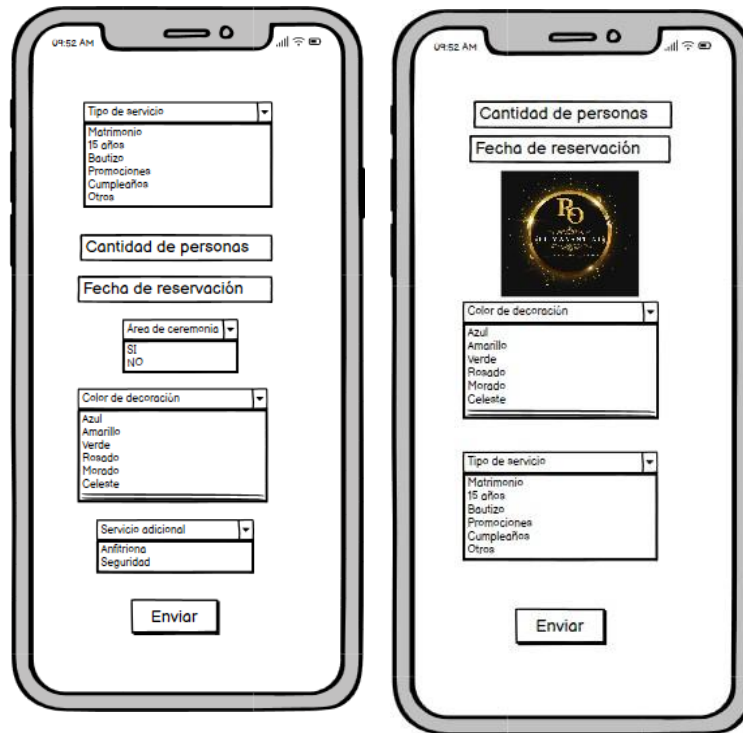 09:52 AM
Tipo de servicio
Matrimonio
15 años
Bautizo
Promociones
Cumpleaños
Otros
Cantidad de personas
Fecha de reservación
Área de ceremonia
SI
NO
Color de decoración
Azul
Amarillo
Verde
Rosado
Morado
Celeste
Servicio adicional
Anfitriona
Seguridad
Enviar
09:52 AM
Cantidad de personas
Fecha de reservación
RO
Color de decoración
Azul
Amarillo
Verde
Rosado
Morado
Celeste
Tipo de servicio
Matrimonio
15 años
Bautizo
Promociones
Cumpleaños
Otros
Enviar